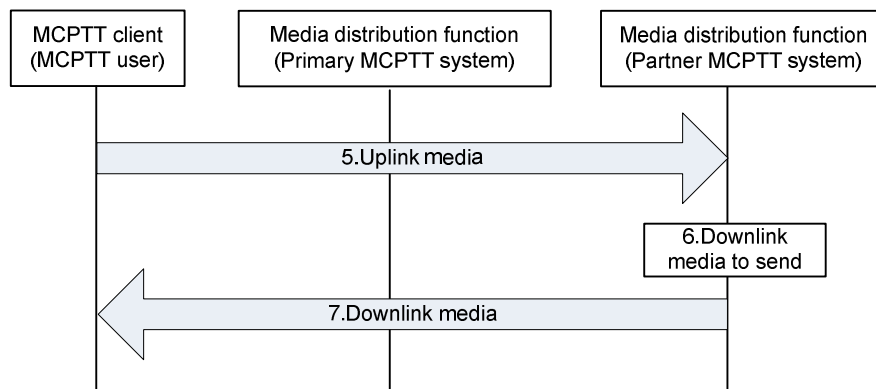 MCPTT client
(MCPTT user)
Media distribution function
(Primary MCPTT system)
Media distribution function
(Partner MCPTT system)
5.Uplink media
6.Downlink
media to send
7.Downlink media